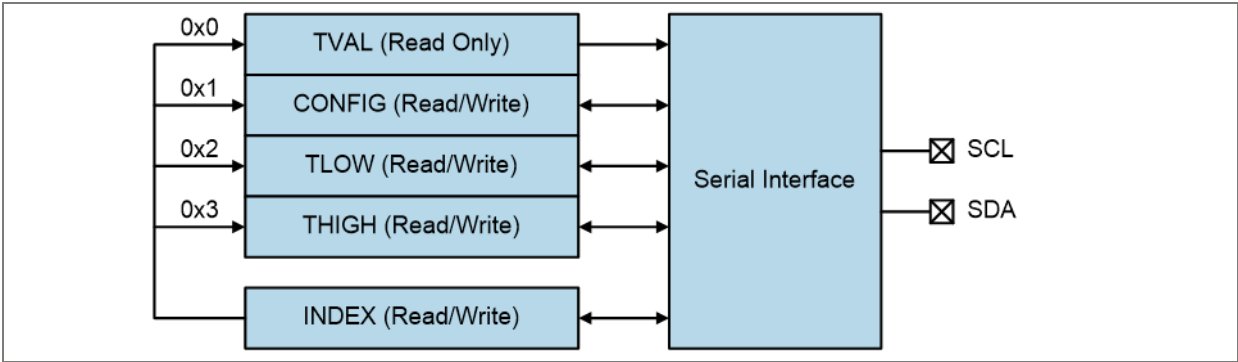 0x0
TVAL (Read Only)
0x1
CONFIG (Read/Write)
0x2
TLOW (Read/Write)
0x3
THIGH (Read/Write)
INDEX (Read/Write)
Serial Interface
SCL
SDA